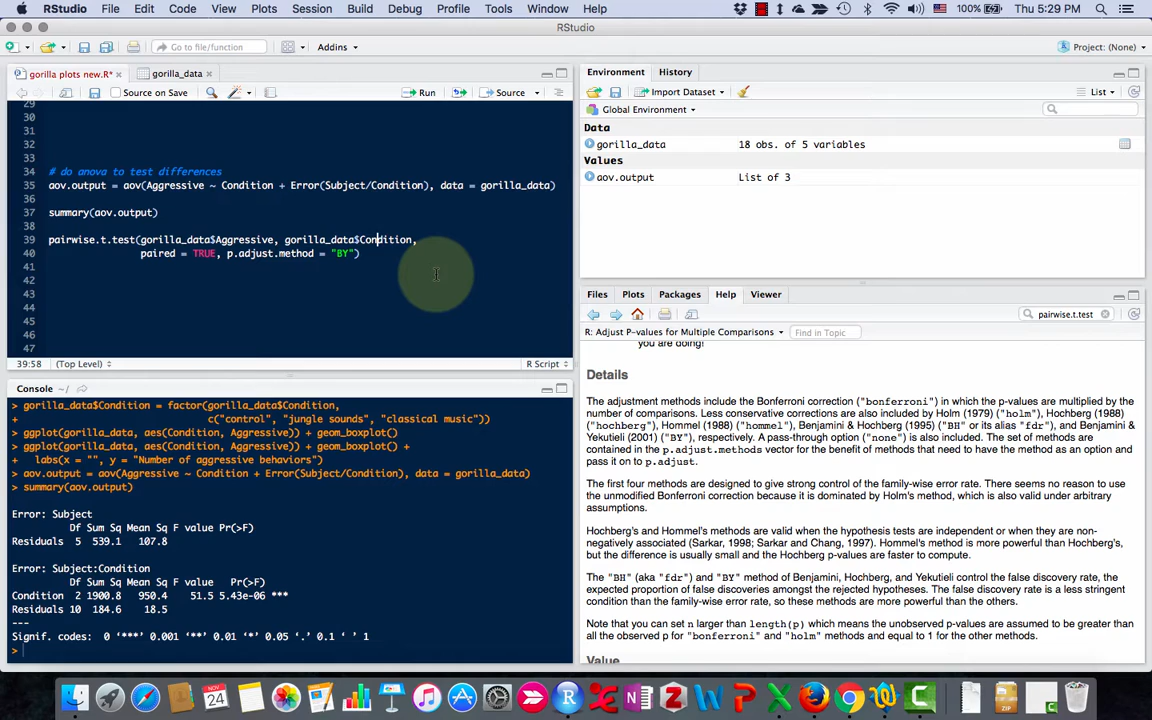 RStudio File Edit Code View Plots Session Build Debug Profile Tools Window Help 100% Thu 5:29 PM
RStudio
Go to file/function Addins Project: (None)
gorilla plots new.R* gorilla_data
Source on Save Run Source
29
30
31
32
33
34 # do anova to test differences
35 aov.output = aov(Aggressive ~ Condition + Error(Subject/Condition), data = gorilla_data)
36
37 summary(aov.output)
38
39 pairwise.t.test(gorilla_data$Aggressive, gorilla_data$Condition,
40 paired = TRUE, p.adjust.method = "BY")
41
42
43
44
45
46
47
39:58 (Top Level) R Script
Console ~/
> gorilla_data$Condition = factor(gorilla_data$Condition,
+ c("control", "jungle sounds", "classical music"))
> ggplot(gorilla_data, aes(Condition, Aggressive)) + geom_boxplot()
> ggplot(gorilla_data, aes(Condition, Aggressive)) + geom_boxplot() +
+ labs(x = "", y = "Number of aggressive behaviors")
> aov.output = aov(Aggressive ~ Condition + Error(Subject/Condition), data = gorilla_data)
> summary(aov.output)
Error: Subject
Df Sum Sq Mean Sq F value Pr(>F)
Residuals 5 539.1 107.8
Error: Subject:Condition
Df Sum Sq Mean Sq F value Pr(>F)
Condition 2 1900.8 950.4 51.5 5.43e-06 ***
Residuals 10 184.6 18.5
---
Signif. codes: 0 ‘***’ 0.001 ‘**’ 0.01 ‘*’ 0.05 ‘.’ 0.1 ‘ ’ 1
>
Environment History
Import Dataset List
Global Environment
Data
gorilla_data 18 obs. of 5 variables
Values
aov.output List of 3
Files Plots Packages Help Viewer
pairwise.t.test
R: Adjust P-values for Multiple Comparisons Find in Topic
you are doing!
Details
The adjustment methods include the Bonferroni correction ("bonferroni") in which the p-values are multiplied by the
number of comparisons. Less conservative corrections are also included by Holm (1979) ("holm"), Hochberg (1988)
("hochberg"), Hommel (1988) ("hommel"), Benjamini & Hochberg (1995) ("BH" or its alias "fdr"), and Benjamini &
Yekutieli (2001) ("BY"), respectively. A pass-through option ("none") is also included. The set of methods are
contained in the p.adjust.methods vector for the benefit of methods that need to have the method as an option and
pass it on to p.adjust.
The first four methods are designed to give strong control of the family-wise error rate. There seems no reason to use
the unmodified Bonferroni correction because it is dominated by Holm's method, which is also valid under arbitrary
assumptions.
Hochberg's and Hommel's methods are valid when the hypothesis tests are independent or when they are non-
negatively associated (Sarkar, 1998; Sarkar and Chang, 1997). Hommel's method is more powerful than Hochberg's,
but the difference is usually small and the Hochberg p-values are faster to compute.
The "BH" (aka "fdr") and "BY" method of Benjamini, Hochberg, and Yekutieli control the false discovery rate, the
expected proportion of false discoveries amongst the rejected hypotheses. The false discovery rate is a less stringent
condition than the family-wise error rate, so these methods are more powerful than the others.
Note that you can set n larger than length(p) which means the unobserved p-values are assumed to be greater than
all the observed p for "bonferroni" and "holm" methods and equal to 1 for the other methods.
Value
NOV
24